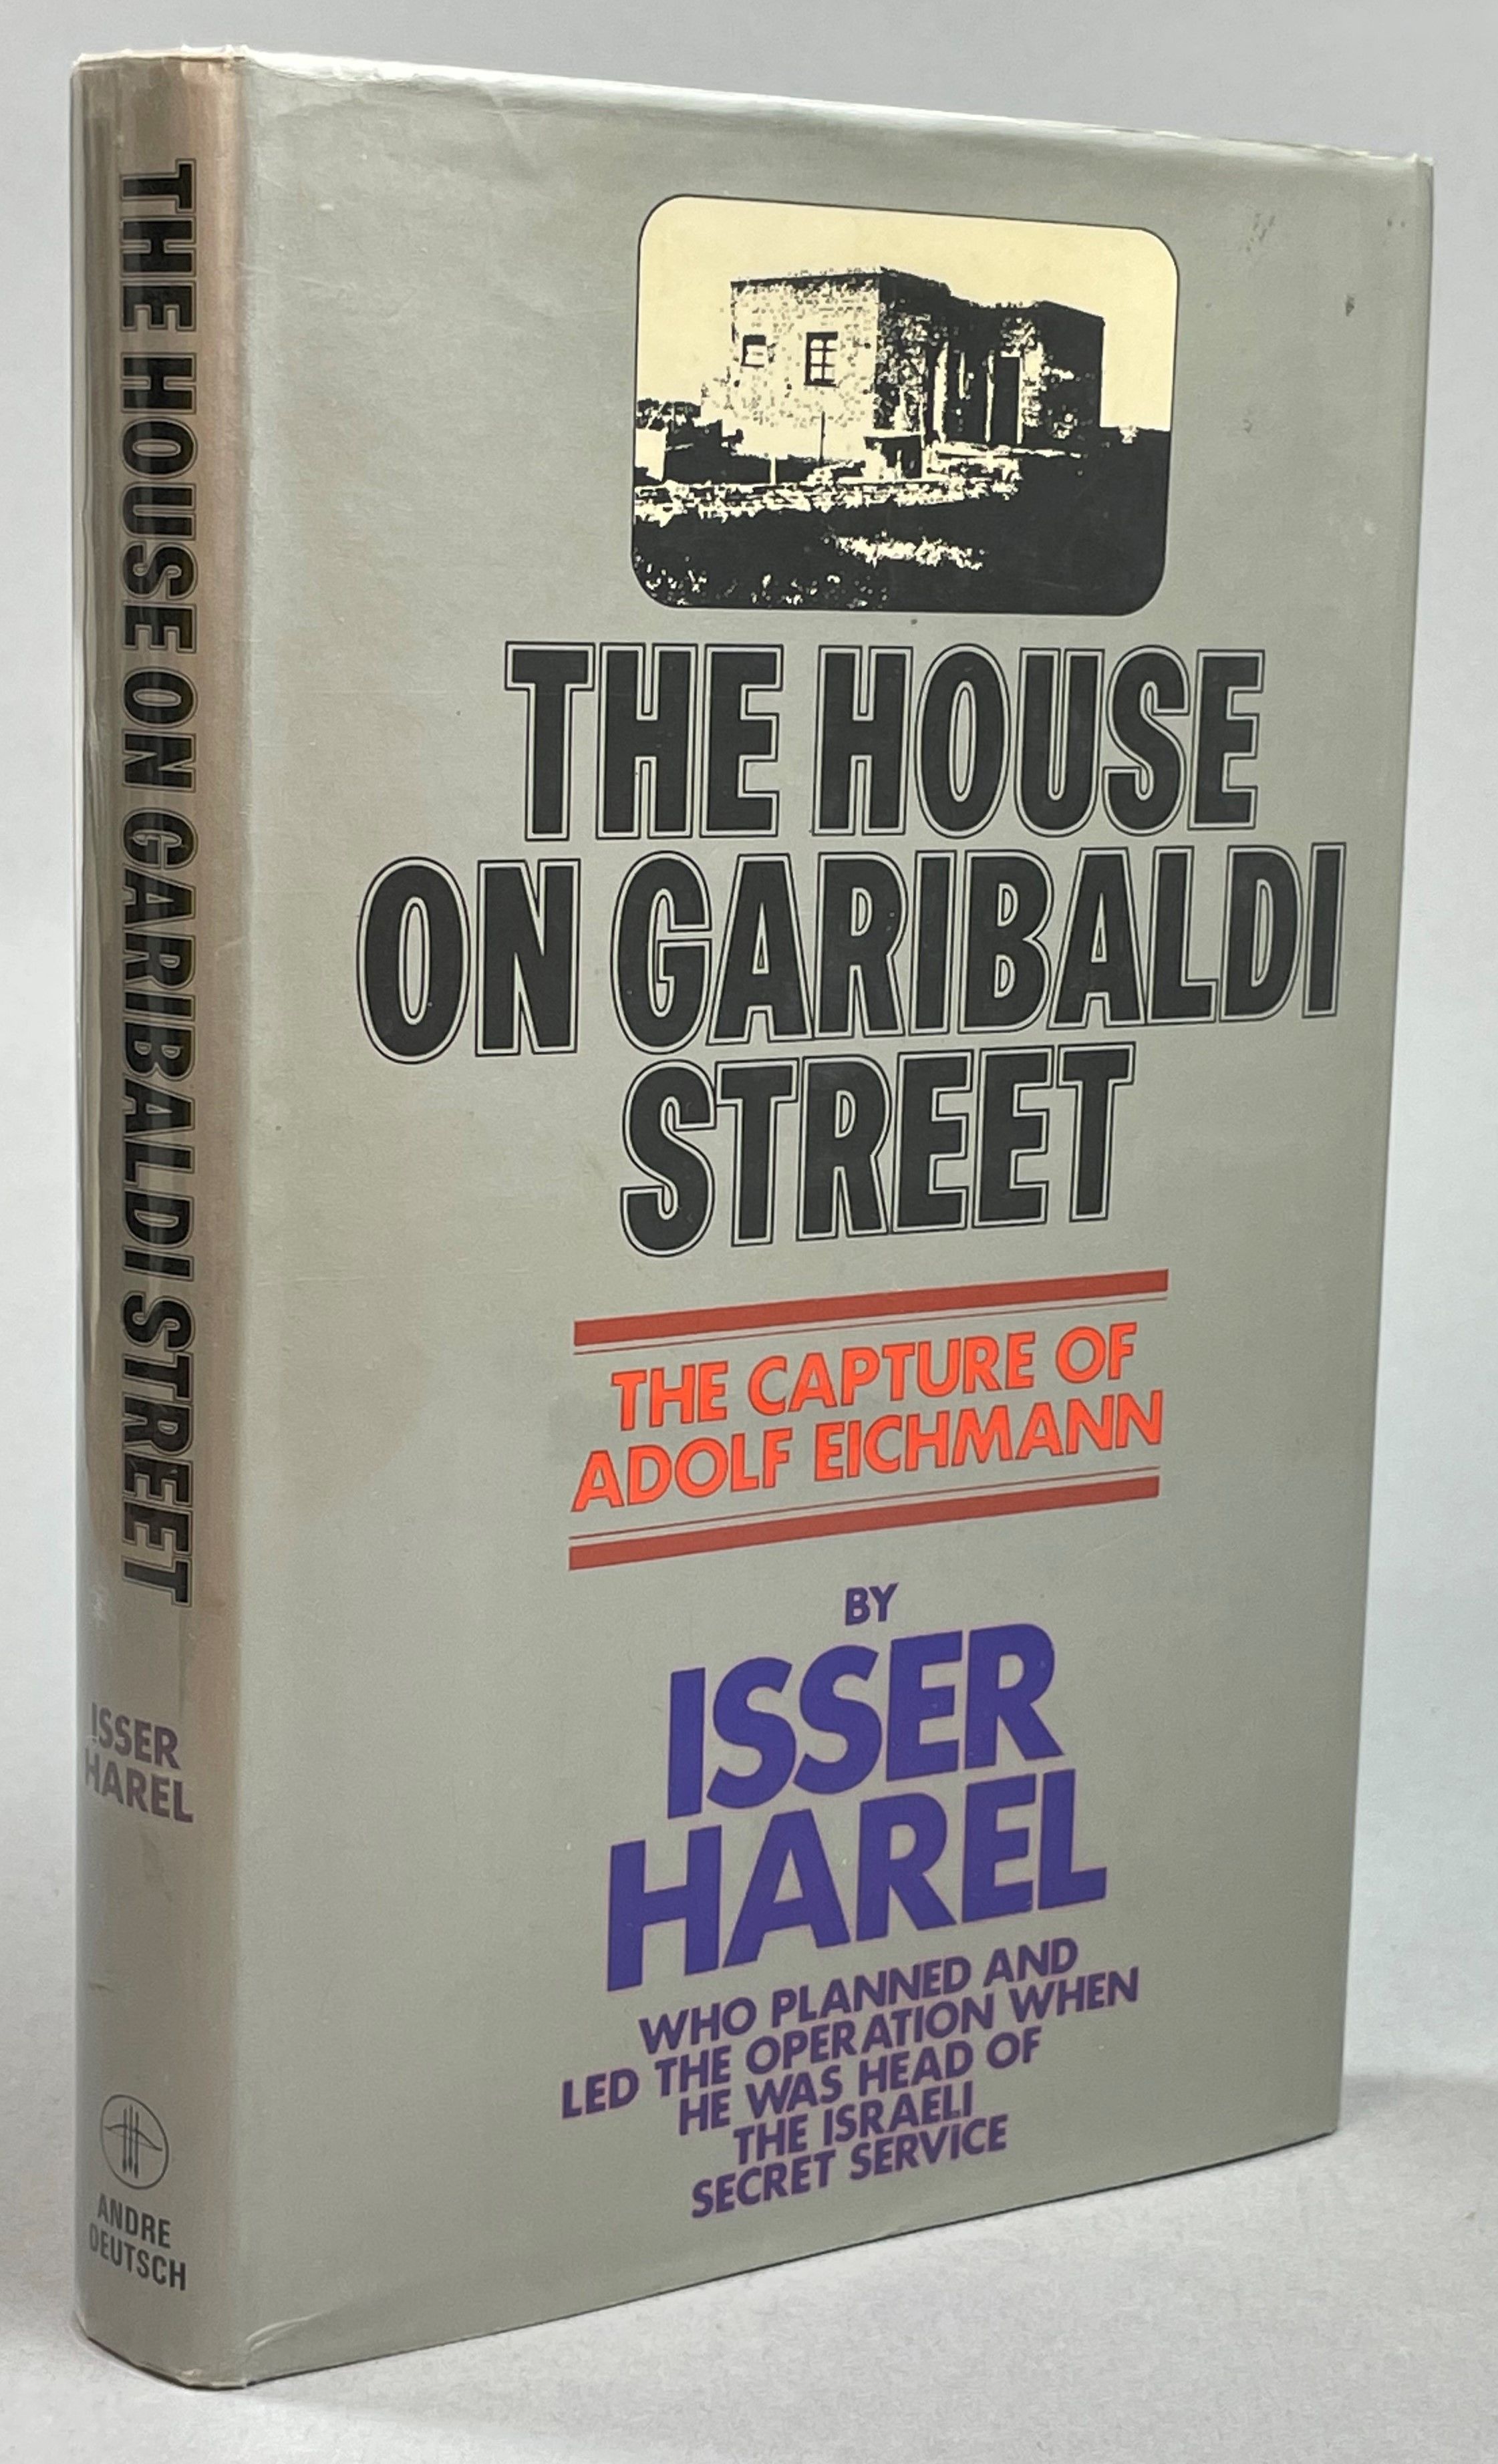 THE HOUSE ON GARIBALDI STREET
ISSER
HAREL
ANDRE
DEUTSCH
THE HOUSE
ON GARIBALDI
STREET
THE CAPTURE OF
ADOLF EICHMANN
BY
ISSER
HAREL
WHO PLANNED AND
LED THE OPERATION WHEN
HE WAS HEAD OF
THE ISRAELI
SECRET SERVICE